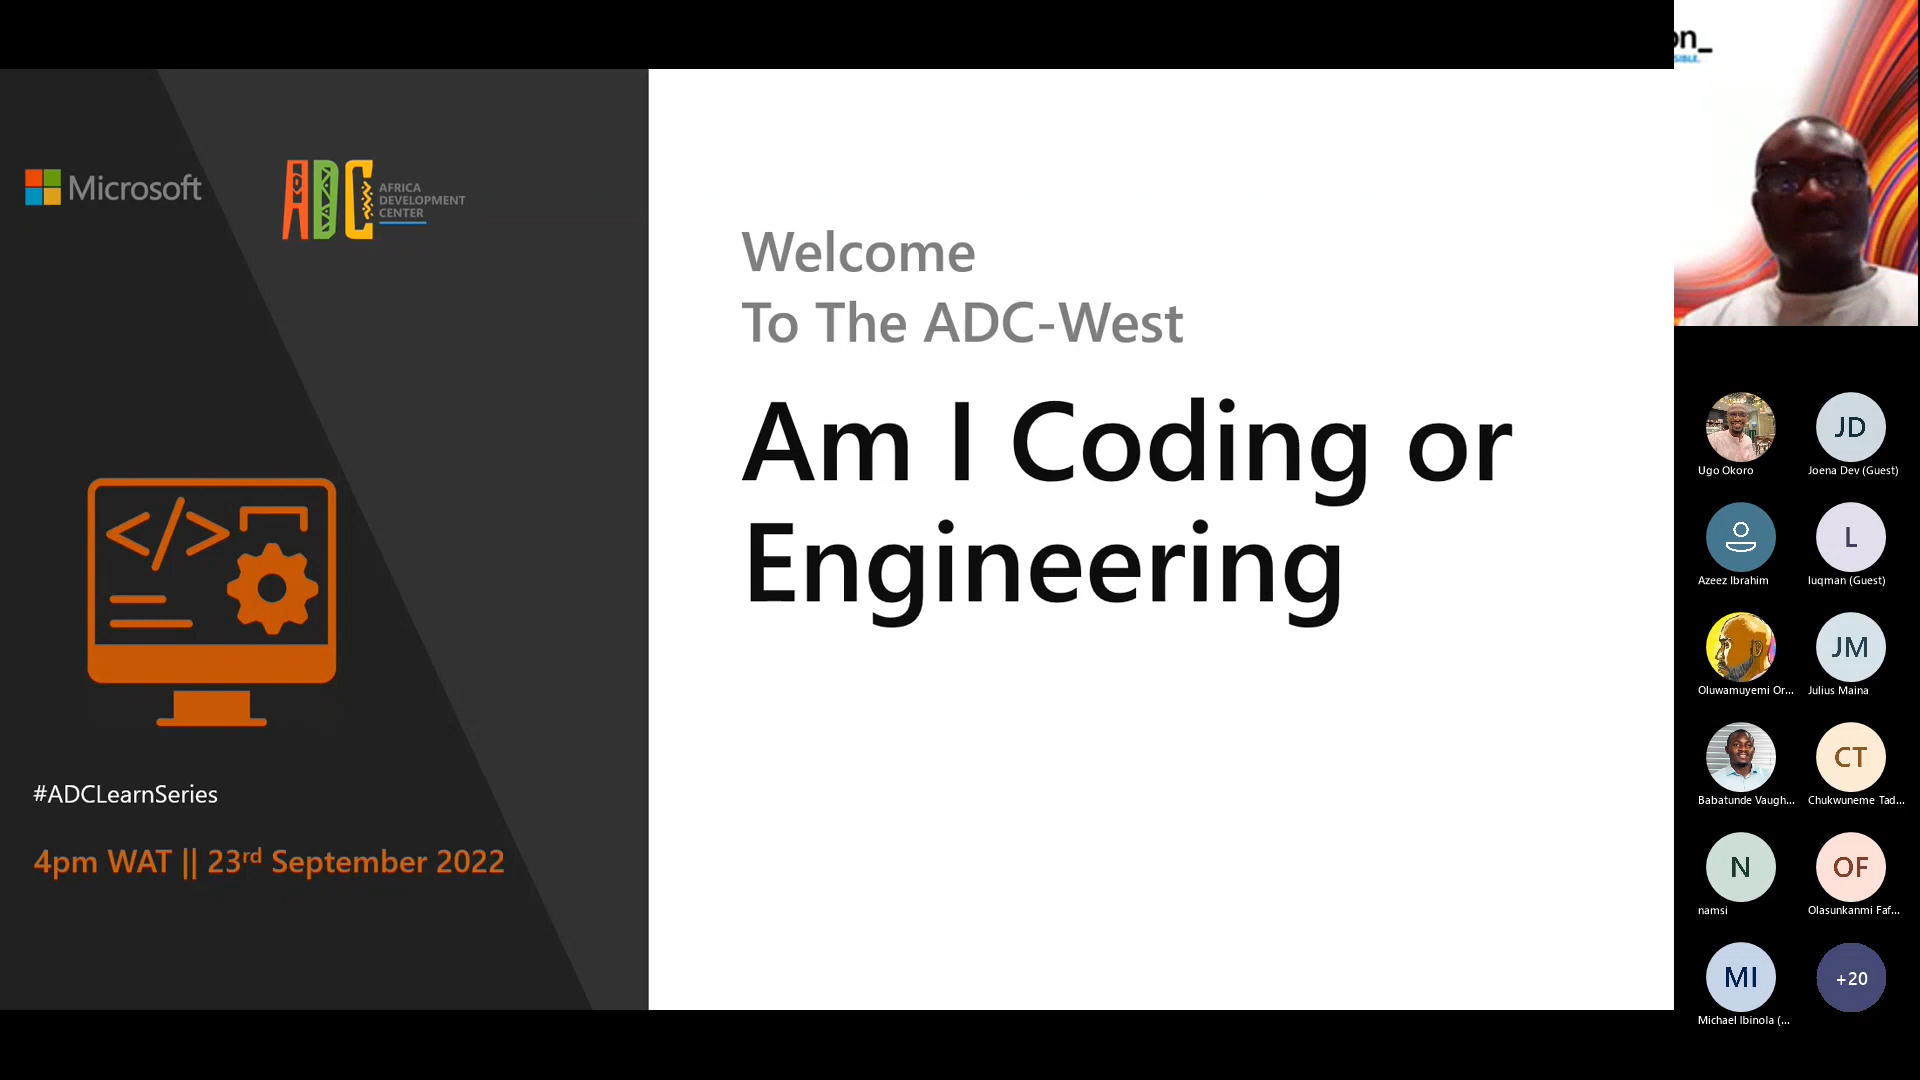 Microsoft
ADC
AFRICA
DEVELOPMENT
CENTER
Welcome
To The ADC-West
Am I Coding or
Engineering
#ADCLearnSeries
4pm WAT || 23rd September 2022
on_
SIBLE.
Ugo Okoro
JD
Joena Dev (Guest)
Azeez Ibrahim
L
luqman (Guest)
Oluwamuyemi Or...
JM
Julius Maina
Babatunde Vaugh...
CT
Chukwuneme Tad...
N
namsi
OF
Olasunkanmi Faf...
MI
Michael Ibinola (...
+20